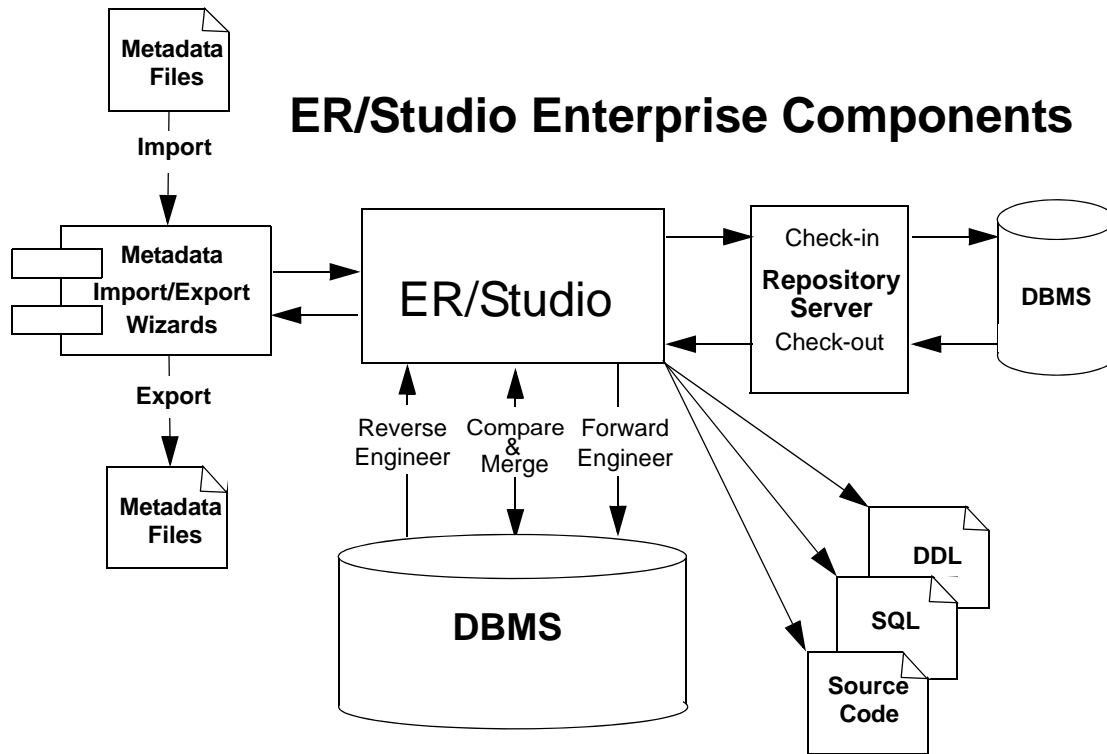 Metadata
Files
ER/Studio Enterprise Components
Import
Metadata
Import/Export
Wizards
ER/Studio
Check-in
Repository
Server
Check-out
DBMS
Export
Metadata
Files
Reverse
Engineer
Compare
&
Merge
Forward
Engineer
DBMS
DDL
SQL
Source
Code